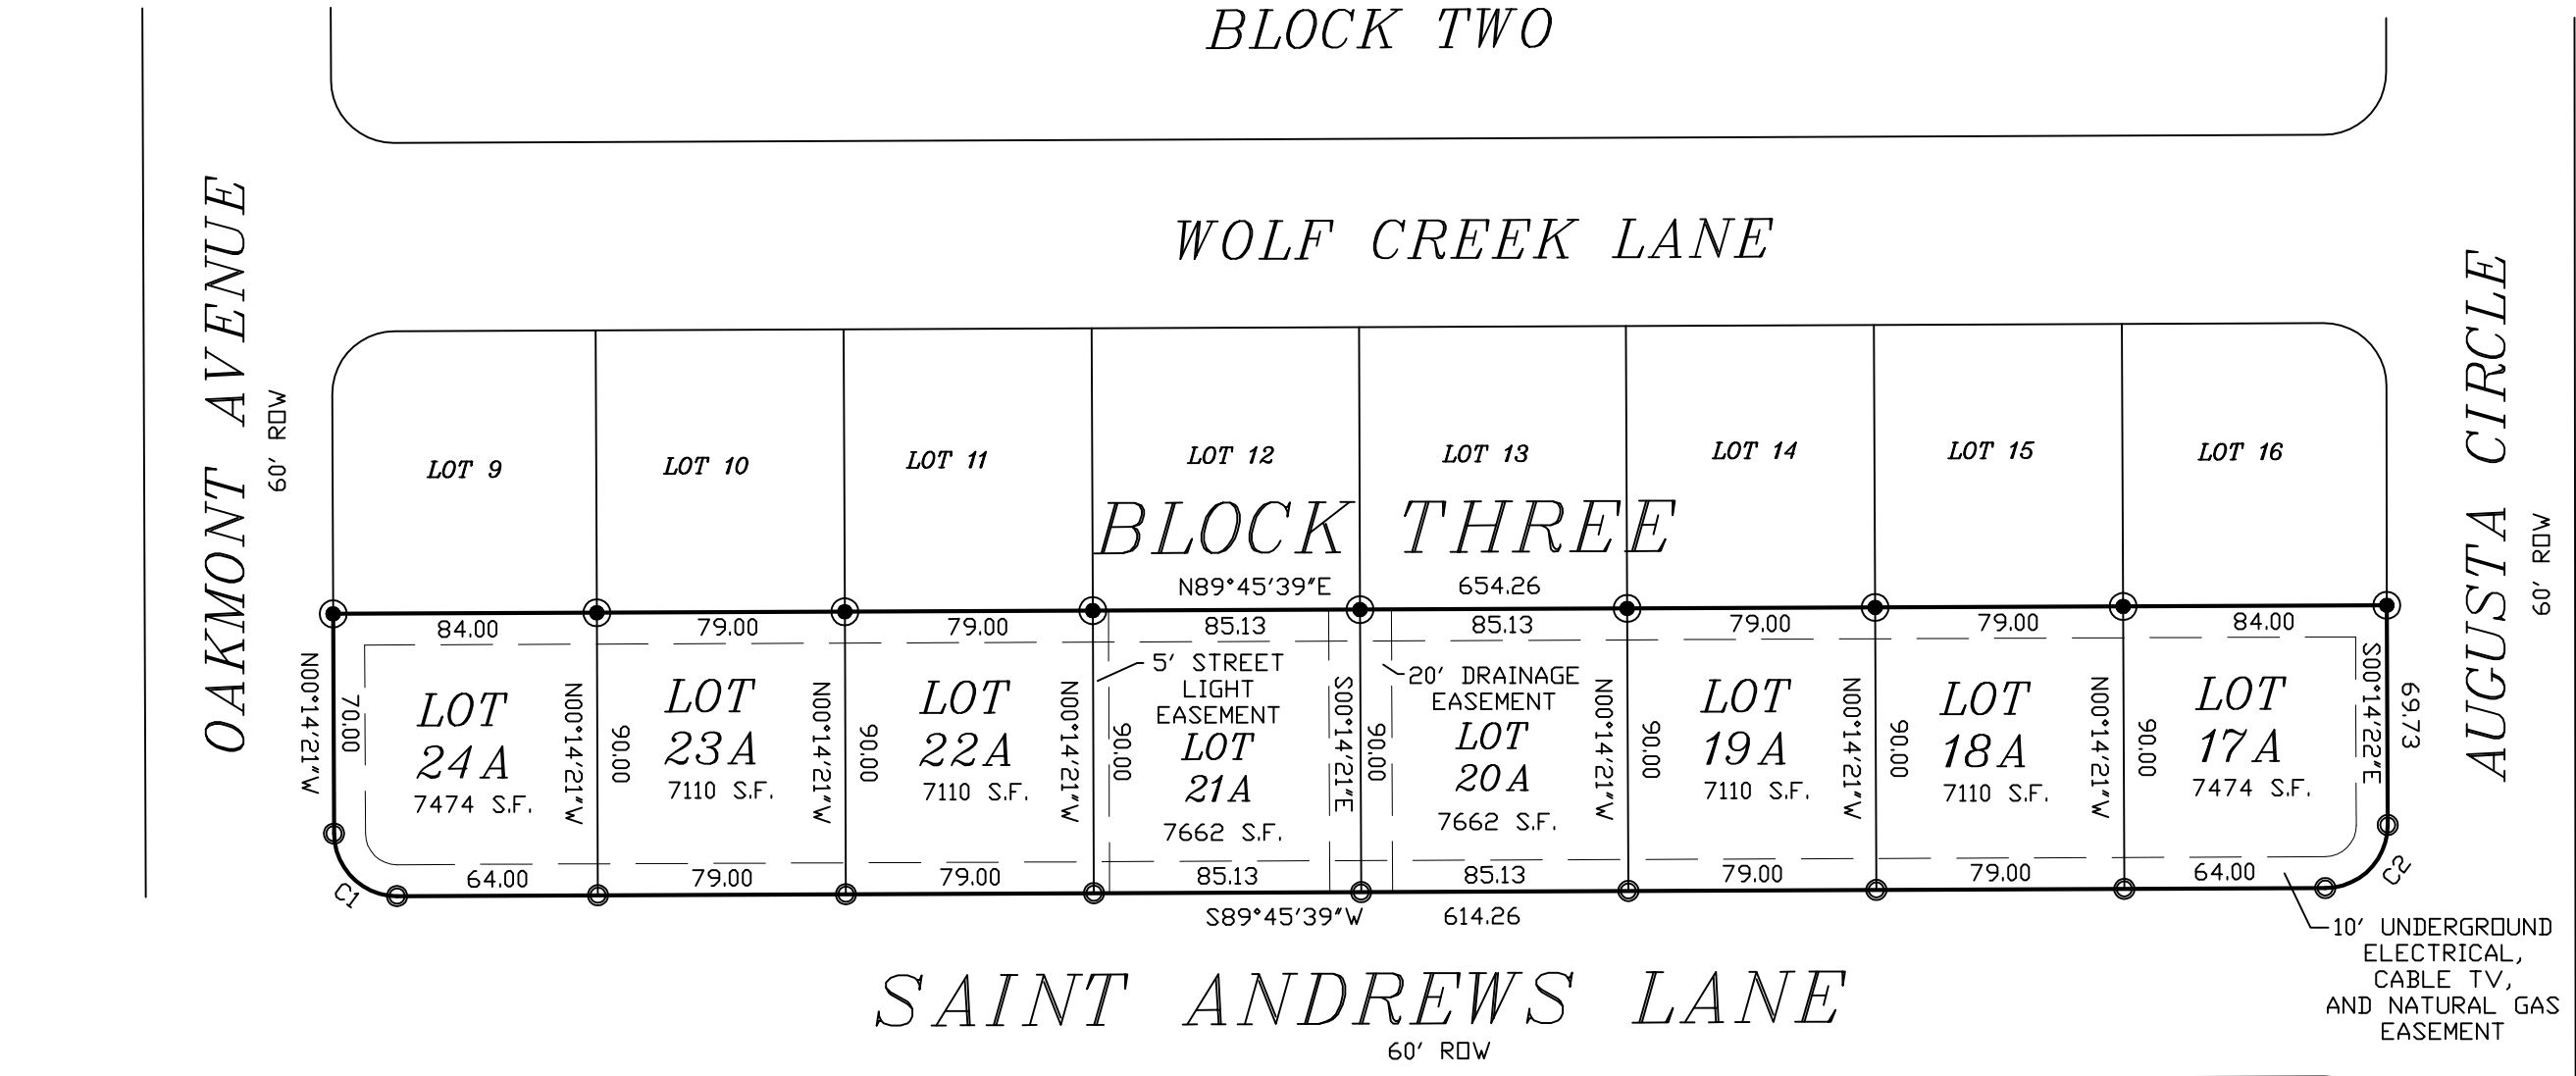 BLOCK TWO
WOLF CREEK LANE
OAKMONT AVENUE
60' ROW
AUGUSTA CIRCLE
60' ROW
LOT 9
LOT 10
LOT 11
LOT 12
LOT 13
LOT 14
LOT 15
LOT 16
BLOCK THREE
N89°45'39"E 654.26
84.00
79.00
79.00
85.13
85.13
79.00
79.00
84.00
N00°14'21"W
70.00
LOT
24A
7474 S.F.
N00°14'21"W
90.00
LOT
23A
7110 S.F.
N00°14'21"W
90.00
LOT
22A
7110 S.F.
N00°14'21"W
90.00
5' STREET
LIGHT
EASEMENT
LOT
21A
7662 S.F.
S00°14'21"E
90.00
20' DRAINAGE
EASEMENT
LOT
20A
7662 S.F.
N00°14'21"W
90.00
LOT
19A
7110 S.F.
N00°14'21"W
90.00
LOT
18A
7110 S.F.
N00°14'21"W
90.00
LOT
17A
7474 S.F.
S00°14'22"E
69.73
C1
64.00
79.00
79.00
85.13
85.13
79.00
79.00
64.00
C2
S89°45'39"W 614.26
10' UNDERGROUND
ELECTRICAL,
CABLE TV,
AND NATURAL GAS
EASEMENT
SAINT ANDREWS LANE
60' ROW